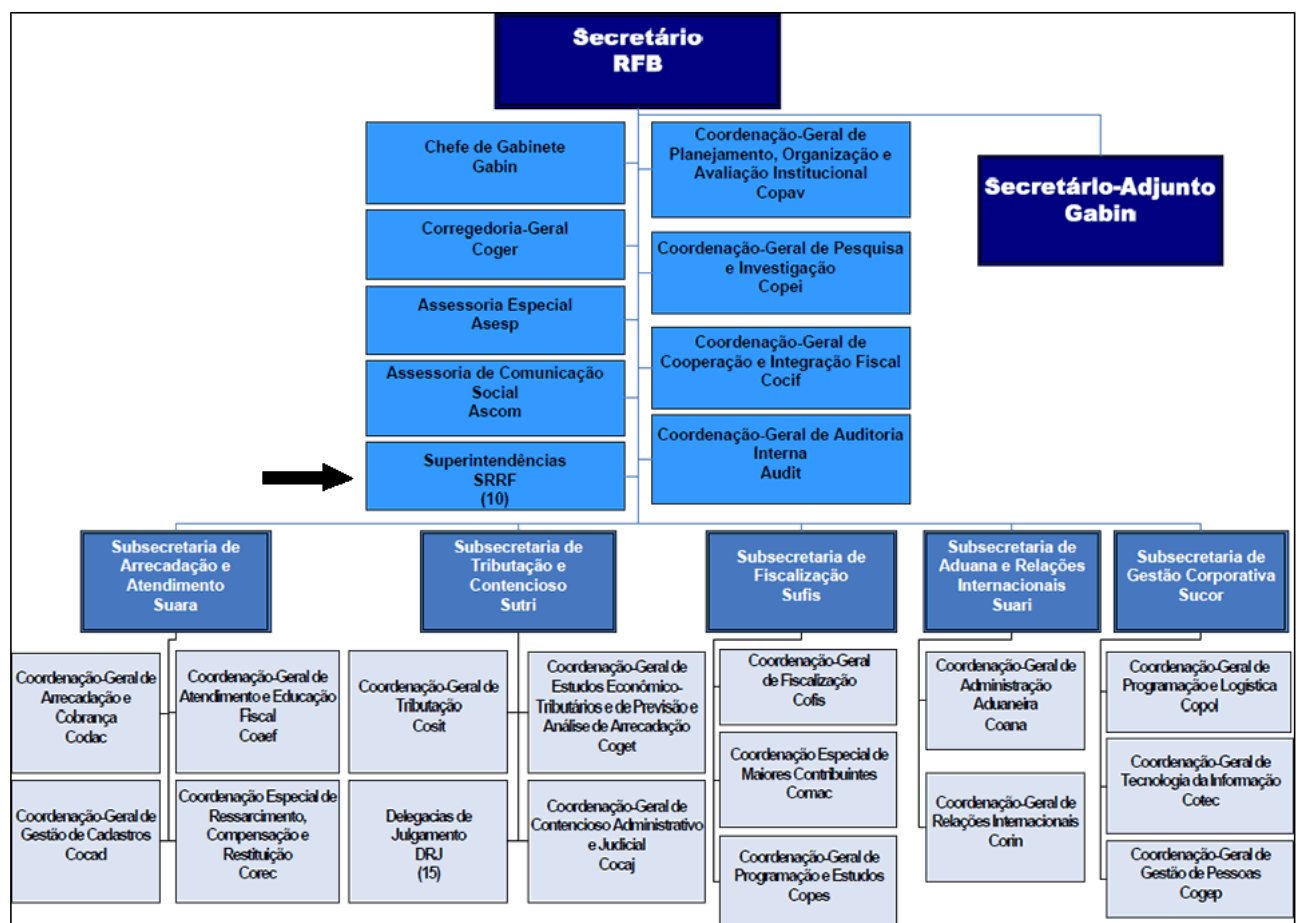 Secretário
RFB
Secretário-Adjunto
Gabin
Chefe de Gabinete
Gabin
Corregedoria-Geral
Coger
Assessoria Especial
Asesp
Assessoria de Comunicação
Social
Ascom
Superintendências
SRRF
(10)
Coordenação-Geral de
Planejamento, Organização e
Avaliação Institucional
Copav
Coordenação-Geral de Pesquisa
e Investigação
Copei
Coordenação-Geral de
Cooperação e Integração Fiscal
Cocif
Coordenação-Geral de Auditoria
Interna
Audit
Subsecretaria de
Arrecadação e
Atendimento
Suara
Coordenação-Geral de
Arrecadação e
Cobrança
Codac
Coordenação-Geral de
Atendimento e Educação
Fiscal
Coaef
Coordenação-Geral de
Gestão de Cadastros
Cocad
Coordenação Especial de
Ressarcimento,
Compensação e
Restituição
Corec
Subsecretaria de
Tributação e
Contencioso
Sutri
Coordenação-Geral de
Tributação
Cosit
Coordenação-Geral de
Estudos Econômico-
Tributários e de Previsão e
Análise de Arrecadação
Coget
Delegacias de
Julgamento
DRJ
(15)
Coordenação-Geral de
Contencioso Administrativo
e Judicial
Cocaj
Subsecretaria de
Fiscalização
Sufis
Coordenação-Geral
de Fiscalização
Cofis
Coordenação Especial de
Maiores Contribuintes
Comac
Coordenação-Geral de
Programação e Estudos
Copes
Subsecretaria de
Aduana e Relações
Internacionais
Suari
Coordenação-Geral de
Administração
Aduaneira
Coana
Coordenação-Geral de
Relações Internacionais
Corin
Subsecretaria de
Gestão Corporativa
Sucor
Coordenação-Geral de
Programação e Logística
Copol
Coordenação-Geral de
Tecnologia da Informação
Cotec
Coordenação-Geral de
Gestão de Pessoas
Cogep